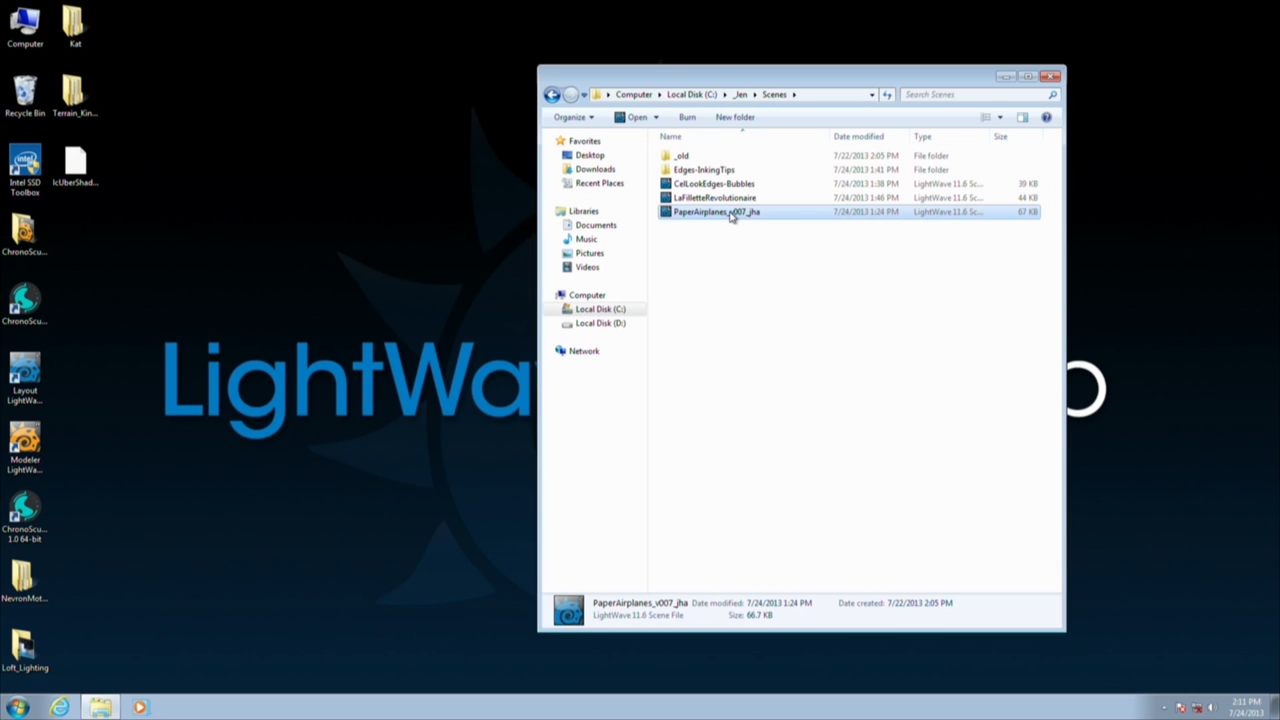 Computer
Kat
Recycle Bin
Terrain_Kin...
Intel SSD
Toolbox
IcUberShad...
ChronoScu...
ChronoScu...
Layout
LightWa...
Modeler
LightWa...
ChronoScu...
1.0 64-bit
NevronMot...
Loft_Lighting
LightWa
Computer ▸ Local Disk (C:) ▸ _Jen ▸ Scenes ▸
Search Scenes
Organize Open Burn New folder
Name Date modified Type Size
Favorites
Desktop
Downloads
Recent Places
Libraries
Documents
Music
Pictures
Videos
Computer
Local Disk (C:)
Local Disk (D:)
Network
_old 7/22/2013 2:05 PM File folder
Edges-InkingTips 7/24/2013 1:41 PM File folder
CelLookEdges-Bubbles 7/24/2013 1:38 PM LightWave 11.6 Sc... 39 KB
LaFilletteRevolutionaire 7/24/2013 1:46 PM LightWave 11.6 Sc... 44 KB
PaperAirplanes_v007_jha 7/24/2013 1:24 PM LightWave 11.6 Sc... 67 KB
PaperAirplanes_v007_jha Date modified: 7/24/2013 1:24 PM Date created: 7/22/2013 2:05 PM
LightWave 11.6 Scene File Size: 66.7 KB
2:11 PM
7/24/2013